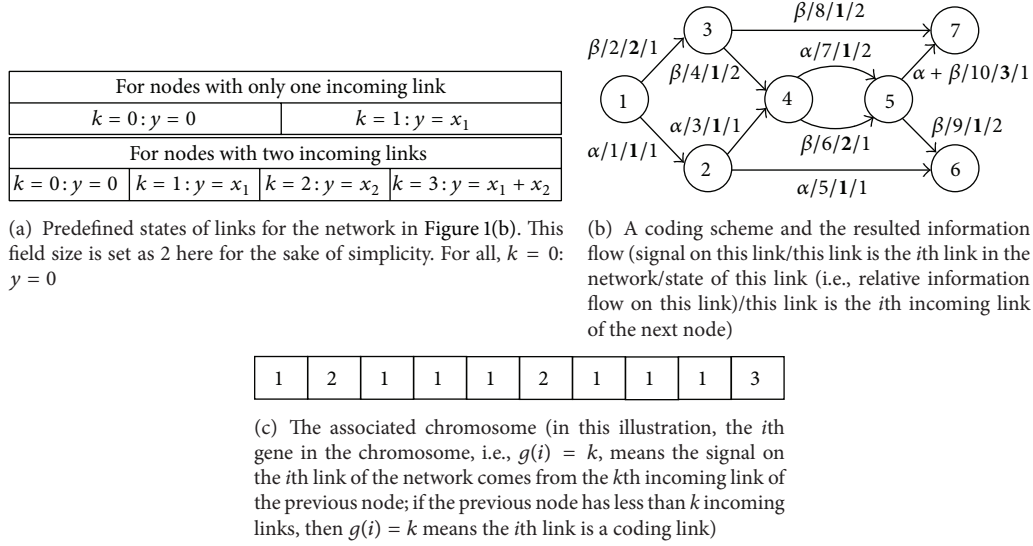 For nodes with only one incoming link
k = 0 : y = 0
k = 1 : y = x₁
For nodes with two incoming links
k = 0 : y = 0
k = 1 : y = x₁
k = 2 : y = x₂
k = 3 : y = x₁ + x₂
(a) Predefined states of links for the network in Figure 1(b). This
field size is set as 2 here for the sake of simplicity. For all, k = 0:
y = 0
β/8/1/2
3
7
β/2/2/1
α/7/1/2
β/4/1/2
α + β/10/3/1
1
4
5
α/3/1/1
β/9/1/2
α/1/1/1
β/6/2/1
2
6
α/5/1/1
(b) A coding scheme and the resulted information
flow (signal on this link/this link is the ith link in the
network/state of this link (i.e., relative information
flow on this link)/this link is the ith incoming link
of the next node)
1 2 1 1 1 2 1 1 1 3
(c) The associated chromosome (in this illustration, the ith
gene in the chromosome, i.e., g(i) = k, means the signal on
the ith link of the network comes from the kth incoming link of
the previous node; if the previous node has less than k incoming
links, then g(i) = k means the ith link is a coding link)